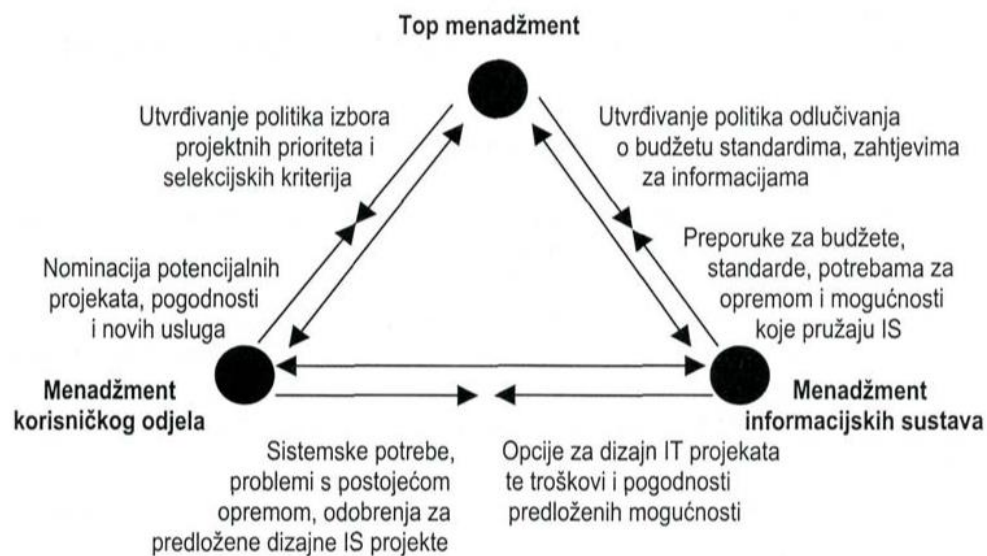 Top menadžment
Utvrđivanje politika izbora
projektnih prioriteta i
selekcijskih kriterija
Utvrđivanje politika odlučivanja
o budžetu standardima, zahtjevima
za informacijama
Nominacija potencijalnih
projekata, pogodnosti
i novih usluga
Preporuke za budžete,
standarde, potrebama za
opremom i mogućnosti
koje pružaju IS
Menadžment
korisničkog odjela
Menadžment
informacijskih sustava
Sistemske potrebe,
problemi s postojećom
opremom, odobrenja za
predložene dizajne IS projekte
Opcije za dizajn IT projekata
te troškovi i pogodnosti
predloženih mogućnosti